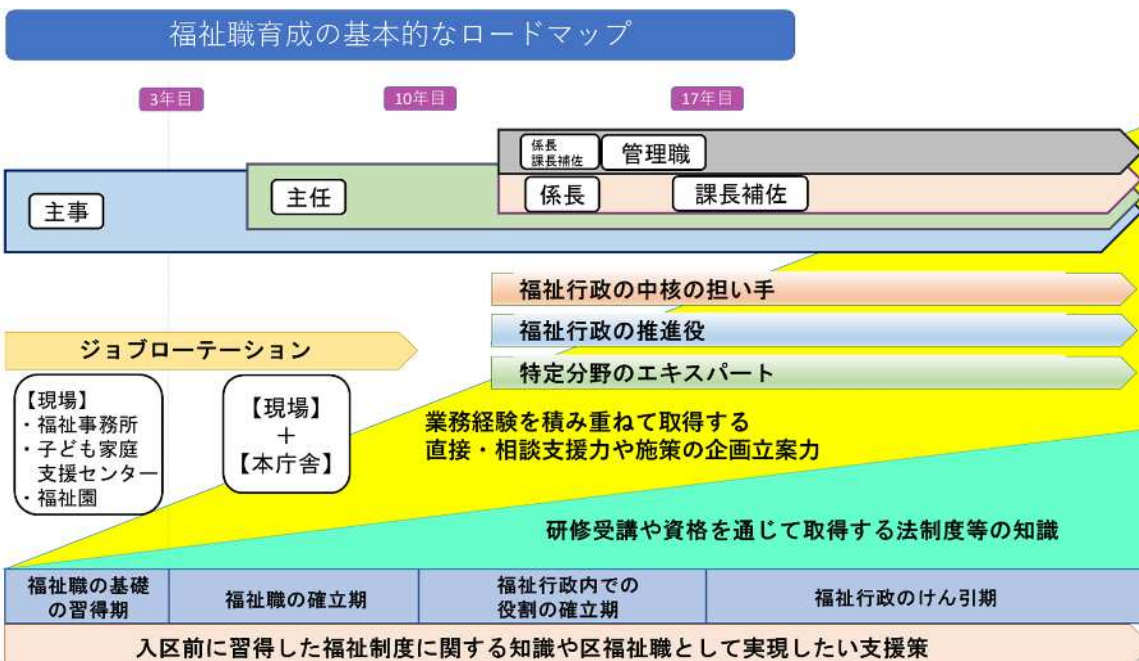 福祉職育成の基本的なロードマップ
3年目
10年目
17年目
係長
課長補佐
管理職
主事
主任
係長
課長補佐
福祉行政の中核の担い手
福祉行政の推進役
特定分野のエキスパート
ジョブローテーション
【現場】
・福祉事務所
・子ども家庭
支援センター
・福祉園
【現場】
+
【本庁舎】
業務経験を積み重ねて取得する
直接・相談支援力や施策の企画立案力
研修受講や資格を通じて取得する法制度等の知識
福祉職の基礎
の習得期
福祉職の確立期
福祉行政内での
役割の確立期
福祉行政のけん引期
入区前に習得した福祉制度に関する知識や区福祉職として実現したい支援策